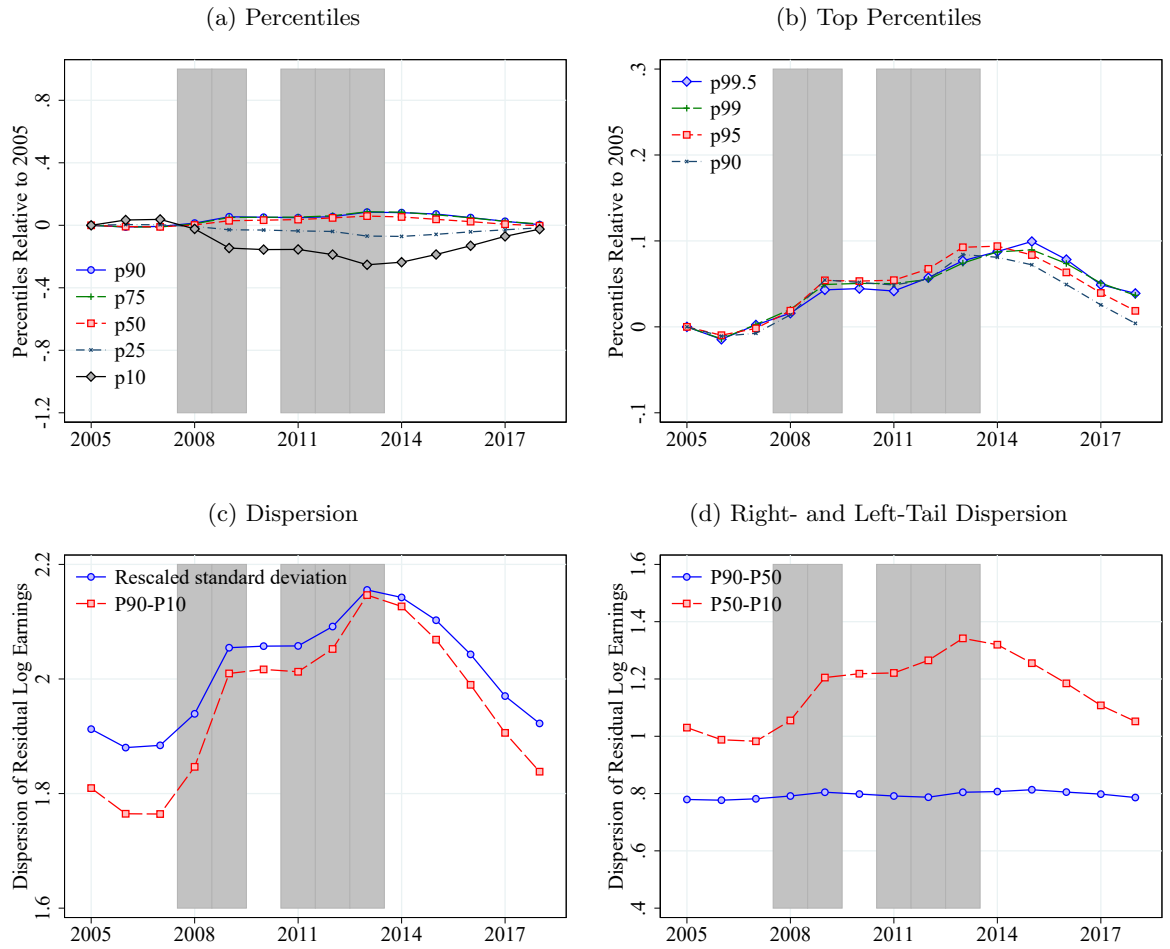 (a) Percentiles
Percentiles Relative to 2005
.8
.4
0
-.4
-.8
-1.2
p90
p75
p50
p25
p10
2005 2008 2011 2014 2017
(b) Top Percentiles
Percentiles Relative to 2005
.3
.2
.1
0
-.1
p99.5
p99
p95
p90
2005 2008 2011 2014 2017
(c) Dispersion
Dispersion of Residual Log Earnings
2.2
2
1.8
1.6
Rescaled standard deviation
P90-P10
2005 2008 2011 2014 2017
(d) Right- and Left-Tail Dispersion
Dispersion of Residual Log Earnings
1.6
1.4
1.2
1
.8
.6
.4
P90-P50
P50-P10
2005 2008 2011 2014 2017